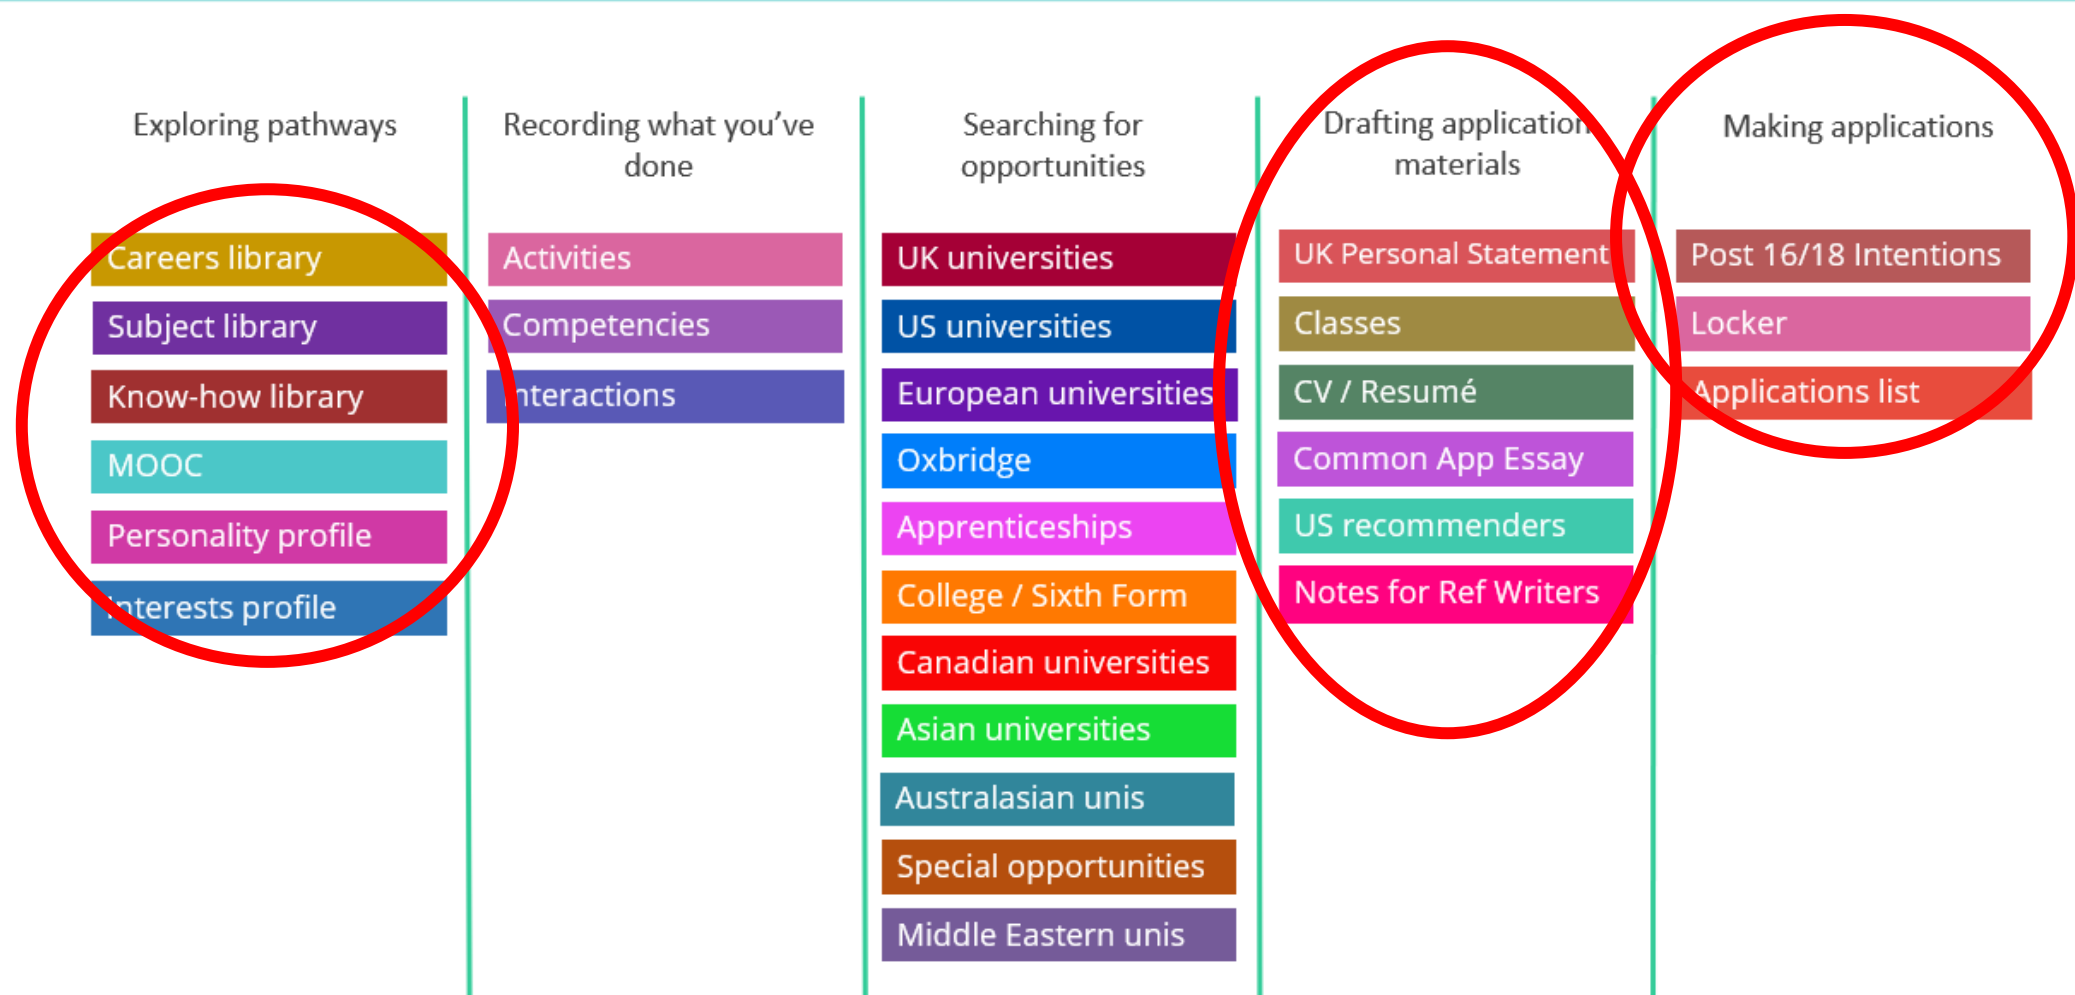 Exploring pathways
Careers library
Subject library
Know-how library
MOOC
Personality profile
Interests profile
Recording what you've
done
Activities
Competencies
Interactions
Searching for
opportunities
UK universities
US universities
European universities
Oxbridge
Apprenticeships
College / Sixth Form
Canadian universities
Asian universities
Australasian unis
Special opportunities
Middle Eastern unis
Drafting application
materials
UK Personal Statement
Classes
CV / Resumé
Common App Essay
US recommenders
Notes for Ref Writers
Making applications
Post 16/18 Intentions
Locker
Applications list